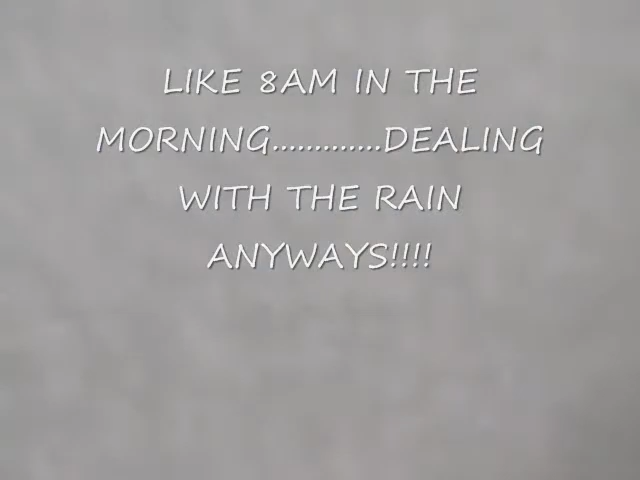 LIKE 8AM IN THE
MORNING.............DEALING
WITH THE RAIN
ANYWAYS!!!!